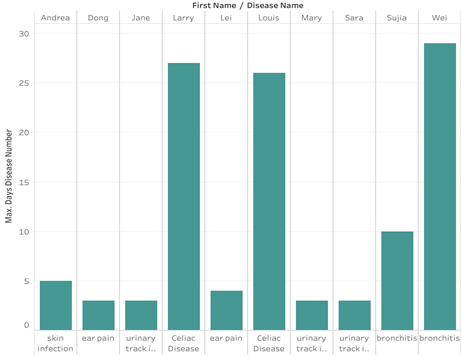 First Name / Disease Name
Andrea Dong Jane Larry Lei Louis Mary Sara Sujia Wei
Max. Days Disease Number
30
25
20
15
10
5
0
skin infection ear pain urinary track i.. Celiac Disease ear pain Celiac Disease urinary track i.. urinary track i.. bronchitis bronchitis